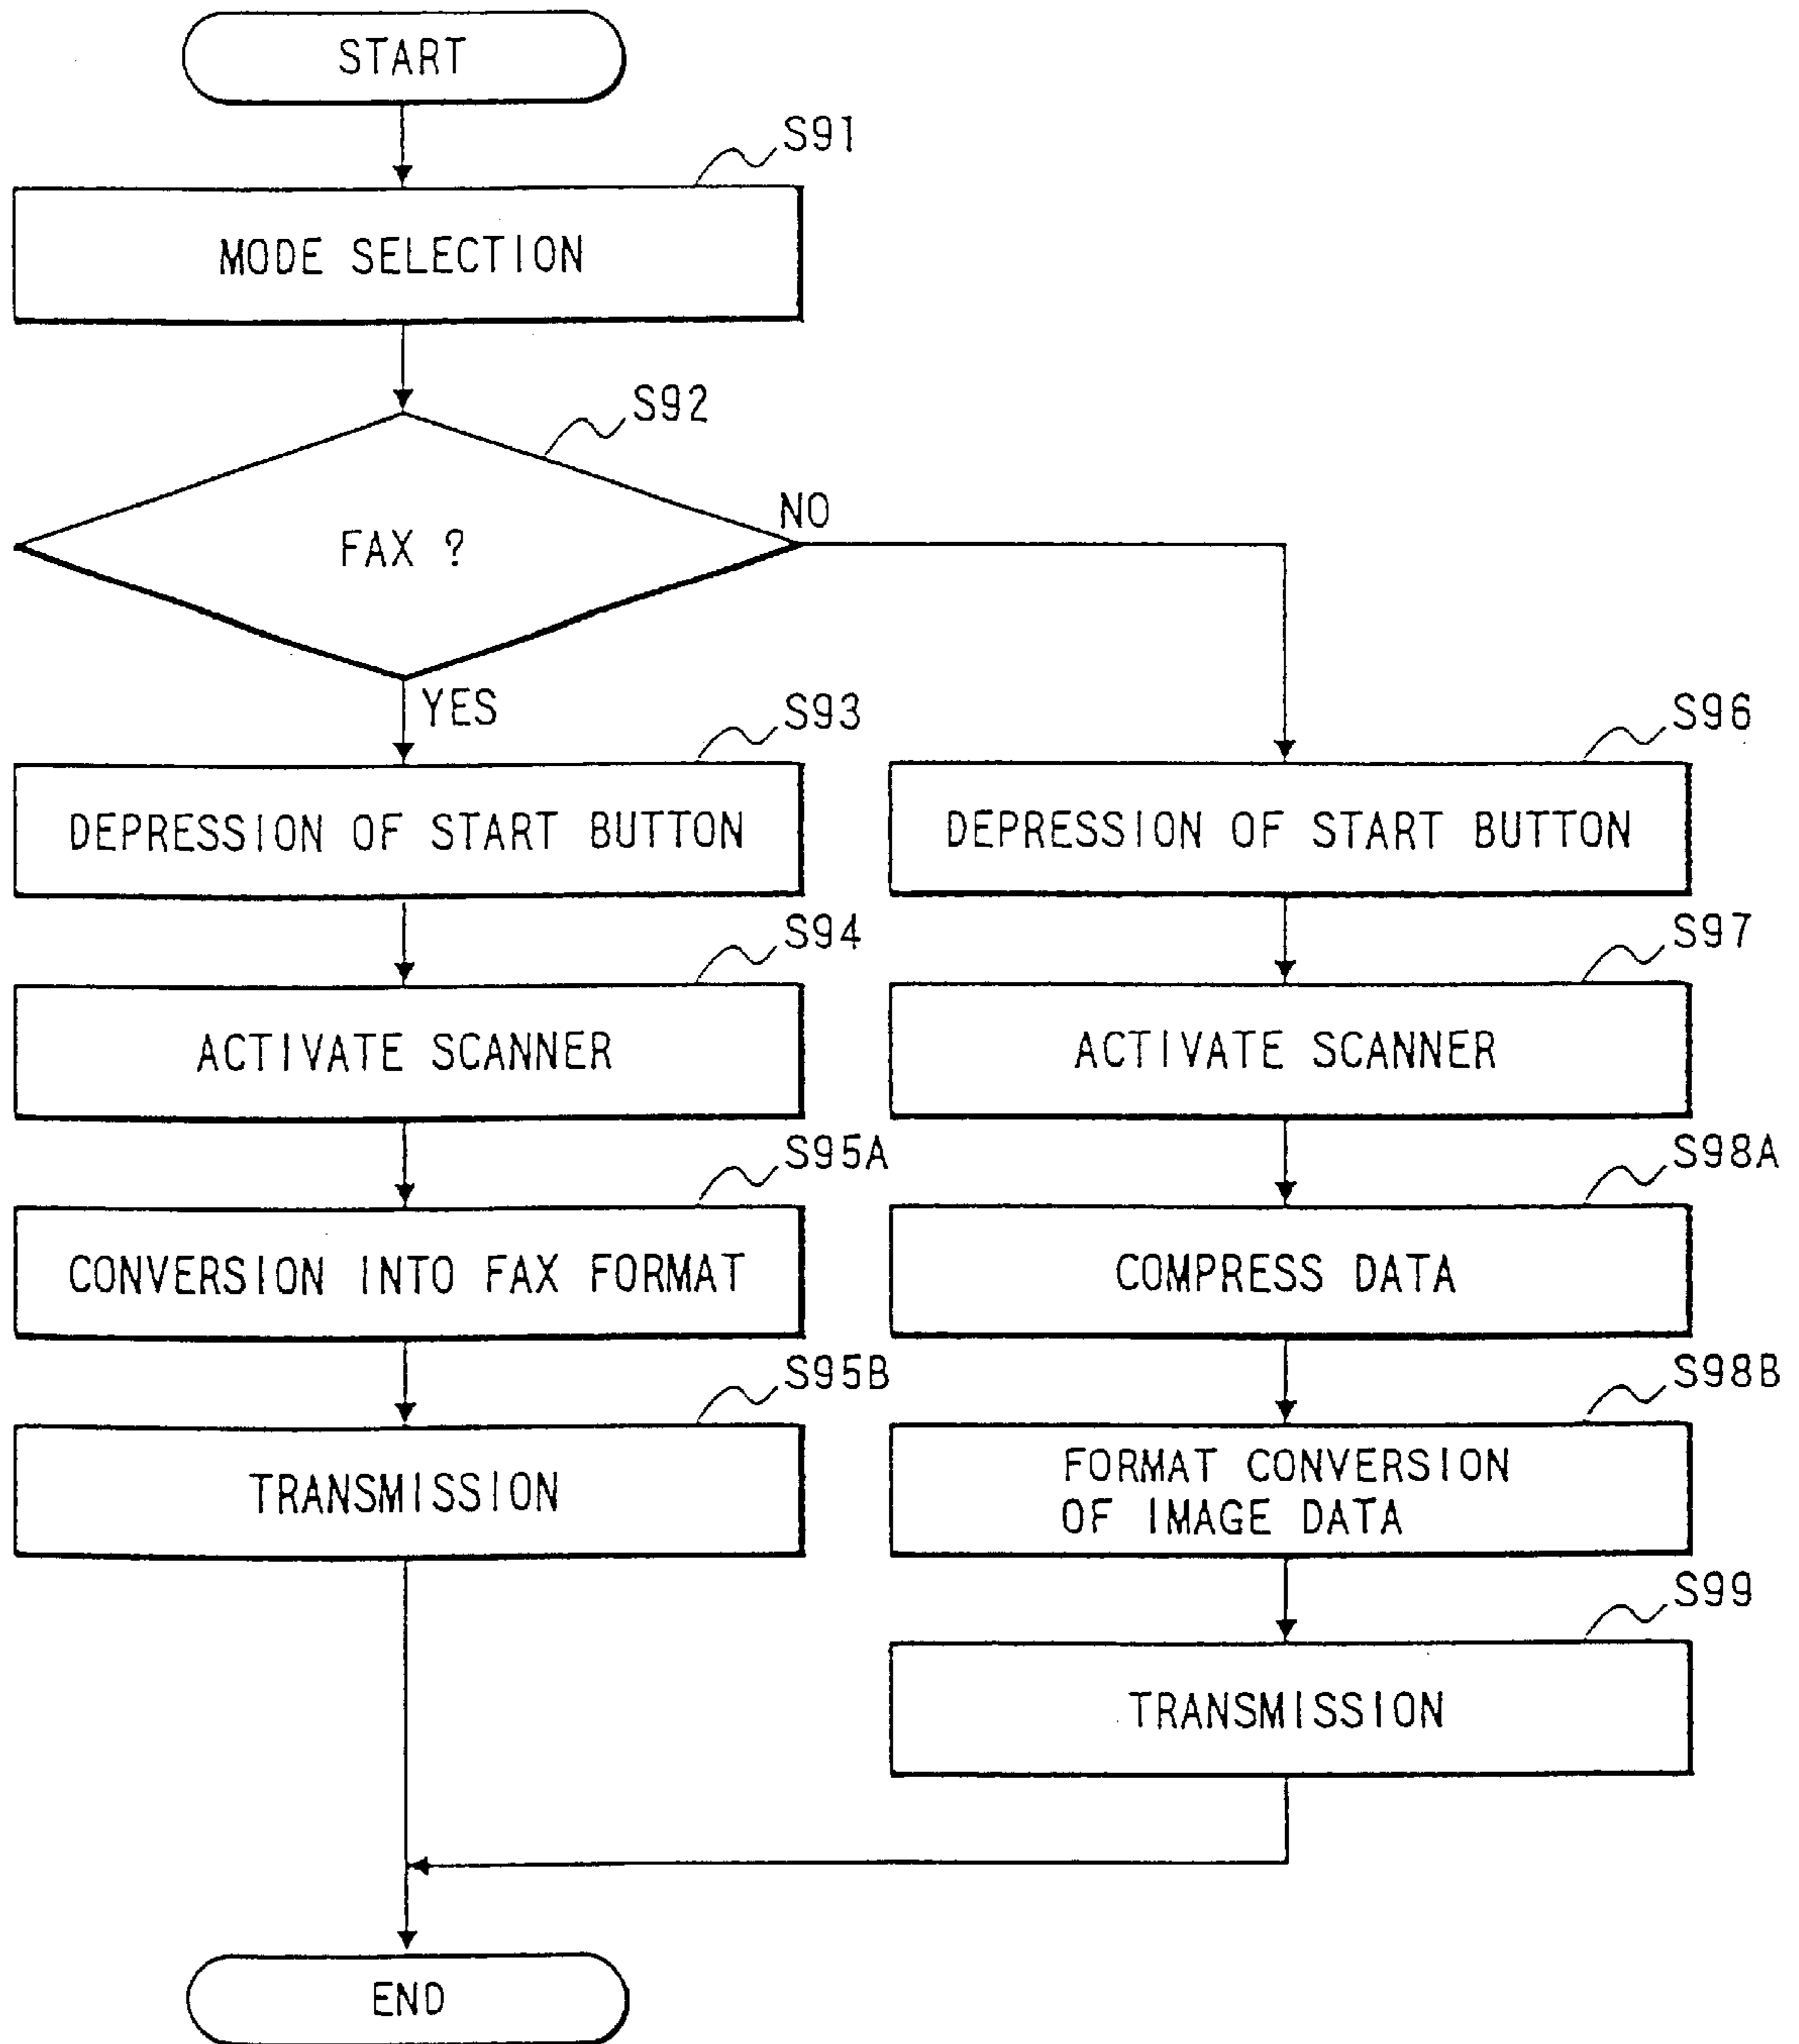 START
S91
MODE SELECTION
S92
FAX ?
NO
YES
S93
DEPRESSION OF START BUTTON
S94
ACTIVATE SCANNER
S95A
CONVERSION INTO FAX FORMAT
S95B
TRANSMISSION
S96
DEPRESSION OF START BUTTON
S97
ACTIVATE SCANNER
S98A
COMPRESS DATA
S98B
FORMAT CONVERSION
OF IMAGE DATA
S99
TRANSMISSION
END